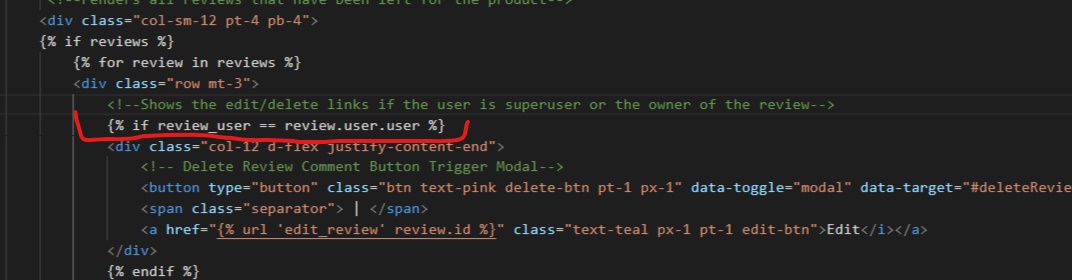 <!--Renders all reviews that have been left for the product-->
<div class="col-sm-12 pt-4 pb-4">
{% if reviews %}
{% for review in reviews %}
<div class="row mt-3">
<!--Shows the edit/delete links if the user is superuser or the owner of the review-->
{% if review_user == review.user.user %}
<div class="col-12 d-flex justify-content-end">
<!-- Delete Review Comment Button Trigger Modal-->
<button type="button" class="btn text-pink delete-btn pt-1 px-1" data-toggle="modal" data-target="#deleteRevie
<span class="separator"> | </span>
<a href="{% url 'edit_review' review.id %}" class="text-teal px-1 pt-1 edit-btn">Edit</i></a>
</div>
{% endif %}